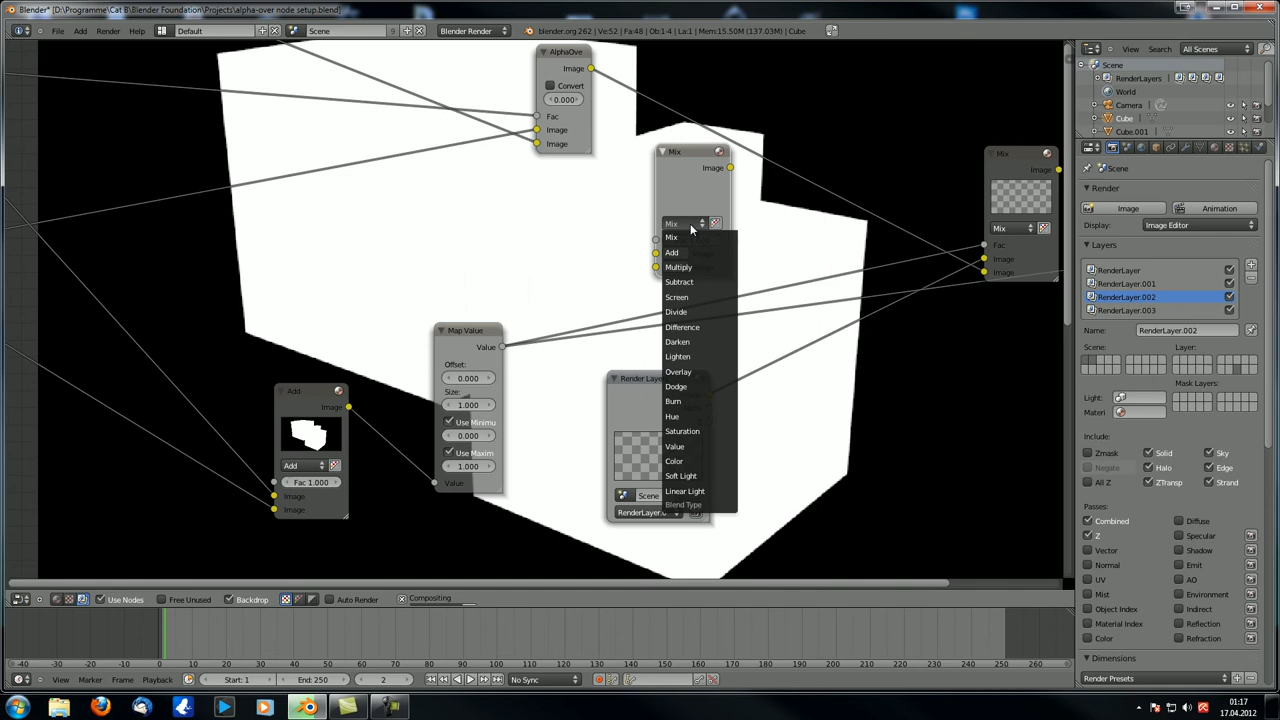 Blender* [D:\Programme\Cat B\Blender Foundation\Projects\alpha-over node setup.blend]
File Add Render Help Default Scene 9 Blender Render blender.org 262 | Ve:52 | Fa:48 | Ob:1-4 | La:1 | Mem:15.50M (137.03M) | Cube
View Search All Scenes
Scene
RenderLayers
World
Camera
Cube
Cube.001
Scene
Render
Image Animation
Display: Image Editor
Layers
RenderLayer
RenderLayer.001
RenderLayer.002
RenderLayer.003
Name: RenderLayer.002
Scene: Layer:
Mask Layers:
Light:
Materi
Include:
Zmask Solid Sky
Negate Halo Edge
All Z ZTransp Strand
Passes:
Combined Diffuse
Z Specular
Vector Shadow
Normal Emit
UV AO
Mist Environment
Object Index Indirect
Material Index Reflection
Color Refraction
Dimensions
Render Presets
AlphaOve
Image
Convert
0.000
Fac
Image
Image
Mix
Image
Mix
Mix
Add
Multiply
Subtract
Screen
Divide
Difference
Darken
Lighten
Overlay
Dodge
Burn
Hue
Saturation
Value
Color
Soft Light
Linear Light
Blend Type
Mix
Image
Mix
Fac
Image
Image
Map Value
Value
Offset:
0.000
Size:
1.000
Use Minimu
0.000
Use Maxim
1.000
Value
Add
Image
Add
Fac 1.000
Image
Image
Render Laye
Scene
RenderLayer.0
Use Nodes Free Unused Backdrop Auto Render Compositing
-40 -30 -20 -10 0 10 20 30 40 50 60 70 80 90 100 110 120 130 140 150 160 170 180 190 200 210 220 230 240 250 260
View Marker Frame Playback Start: 1 End: 250 2 No Sync
01:17
17.04.2012